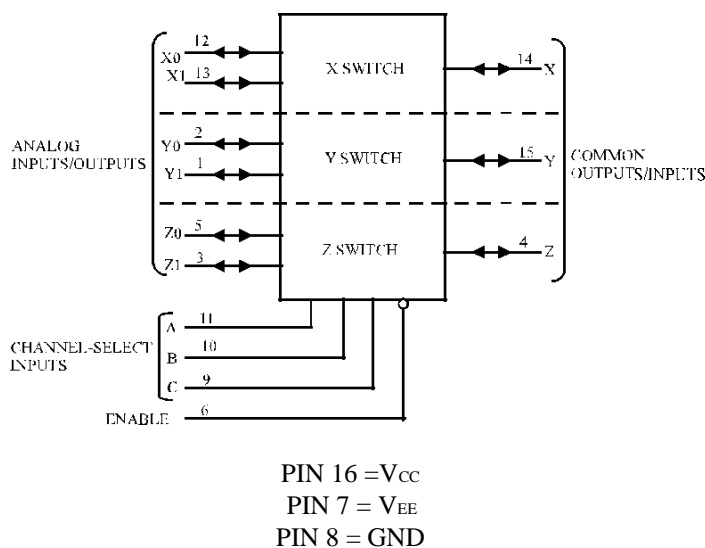 12
X0
13
X1
X SWITCH
14
X
ANALOG
INPUTS/OUTPUTS
2
Y0
1
Y1
Y SWITCH
15
Y
COMMON
OUTPUTS/INPUTS
5
Z0
3
Z1
Z SWITCH
4
Z
CHANNEL-SELECT
INPUTS
A
11
B
10
C
9
ENABLE
6
PIN 16 =VCC
PIN 7 = VEE
PIN 8 = GND